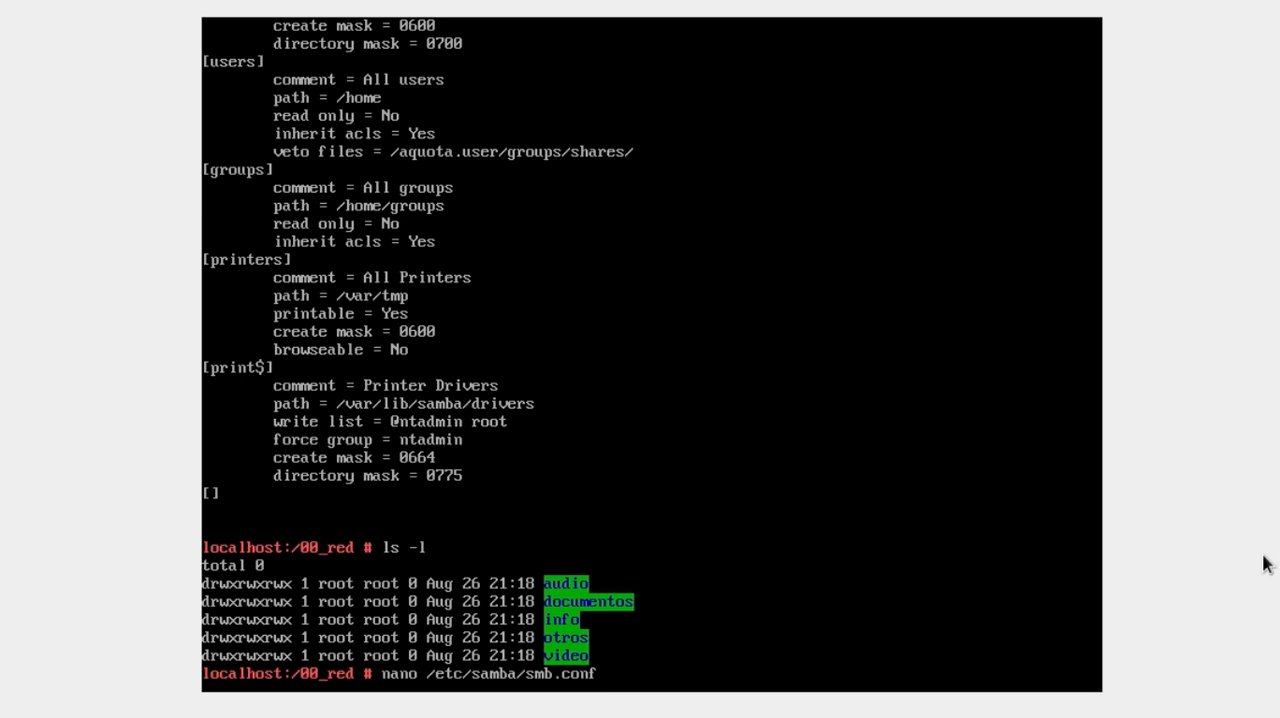 create mask = 0600
directory mask = 0700
[users]
comment = All users
path = /home
read only = No
inherit acls = Yes
veto files = /aquota.user/groups/shares/
[groups]
comment = All groups
path = /home/groups
read only = No
inherit acls = Yes
[printers]
comment = All Printers
path = /var/tmp
printable = Yes
create mask = 0600
browseable = No
[print$]
comment = Printer Drivers
path = /var/lib/samba/drivers
write list = @ntadmin root
force group = ntadmin
create mask = 0664
directory mask = 0775
[]
localhost:/00_red # ls -l
total 0
drwxrwxrwx 1 root root 0 Aug 26 21:18 audio
drwxrwxrwx 1 root root 0 Aug 26 21:18 documentos
drwxrwxrwx 1 root root 0 Aug 26 21:18 info
drwxrwxrwx 1 root root 0 Aug 26 21:18 otros
drwxrwxrwx 1 root root 0 Aug 26 21:18 video
localhost:/00_red # nano /etc/samba/smb.conf